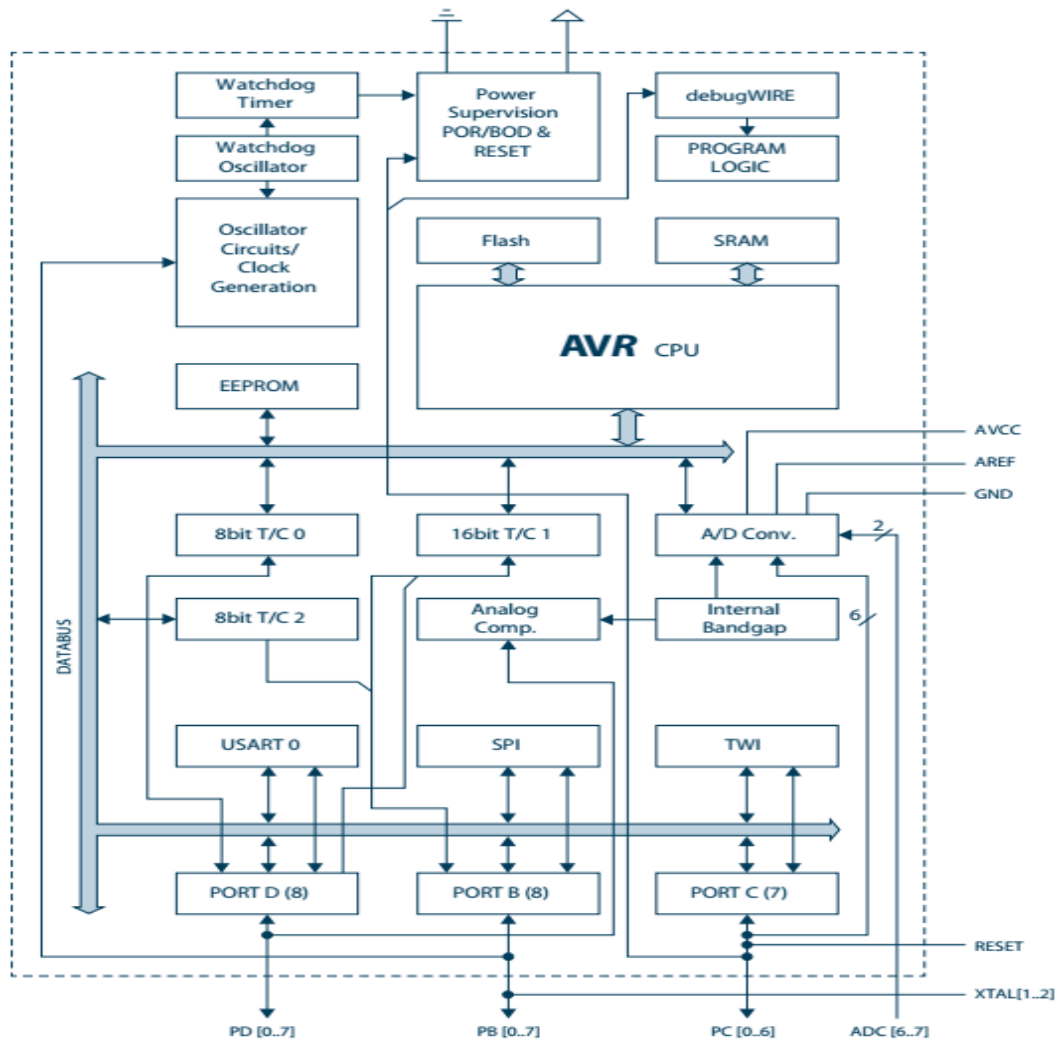 Watchdog
Timer
Power
Supervision
POR/BOD &
RESET
debugWIRE
Watchdog
Oscillator
PROGRAM
LOGIC
Oscillator
Circuits/
Clock
Generation
Flash
SRAM
AVR CPU
EEPROM
AVCC
AREF
GND
8bit T/C 0
16bit T/C 1
A/D Conv.
2
8bit T/C 2
Analog
Comp.
Internal
Bandgap
6
DATABUS
USART 0
SPI
TWI
PORT D (8)
PORT B (8)
PORT C (7)
RESET
XTAL[1..2]
PD [0..7]
PB [0..7]
PC [0..6]
ADC [6..7]